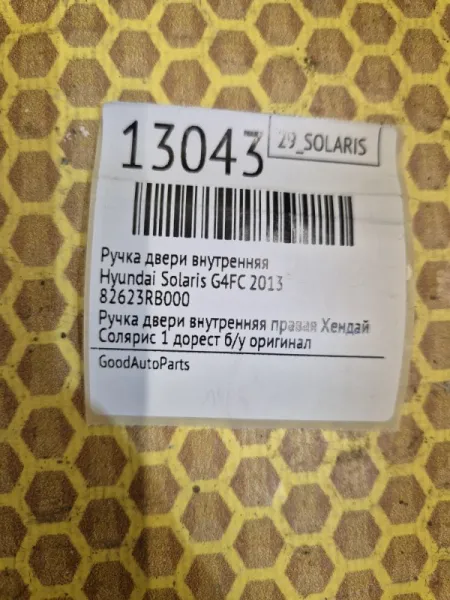 13043
29_SOLARIS
Ручка двери внутренняя
Hyundai Solaris G4FC 2013
82623RB000
Ручка двери внутренняя правая Хендай
Солярис 1 дорест б/у оригинал
GoodAutoParts